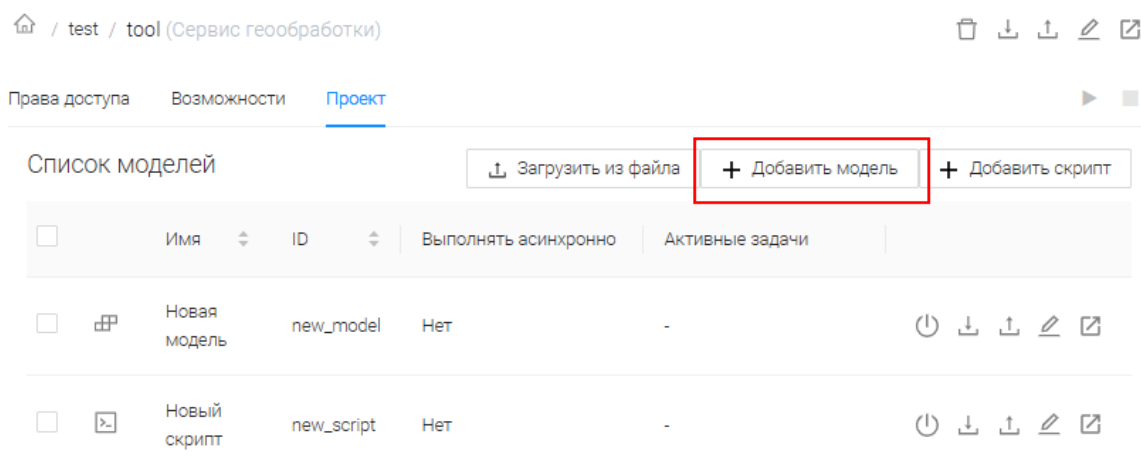 / test / tool (Сервис геообработки)
Права доступа Возможности Проект
Список моделей Загрузить из файла + Добавить модель + Добавить скрипт
Имя ID Выполнять асинхронно Активные задачи
Новая
модель new_model Нет -
Новый
скрипт new_script Нет -